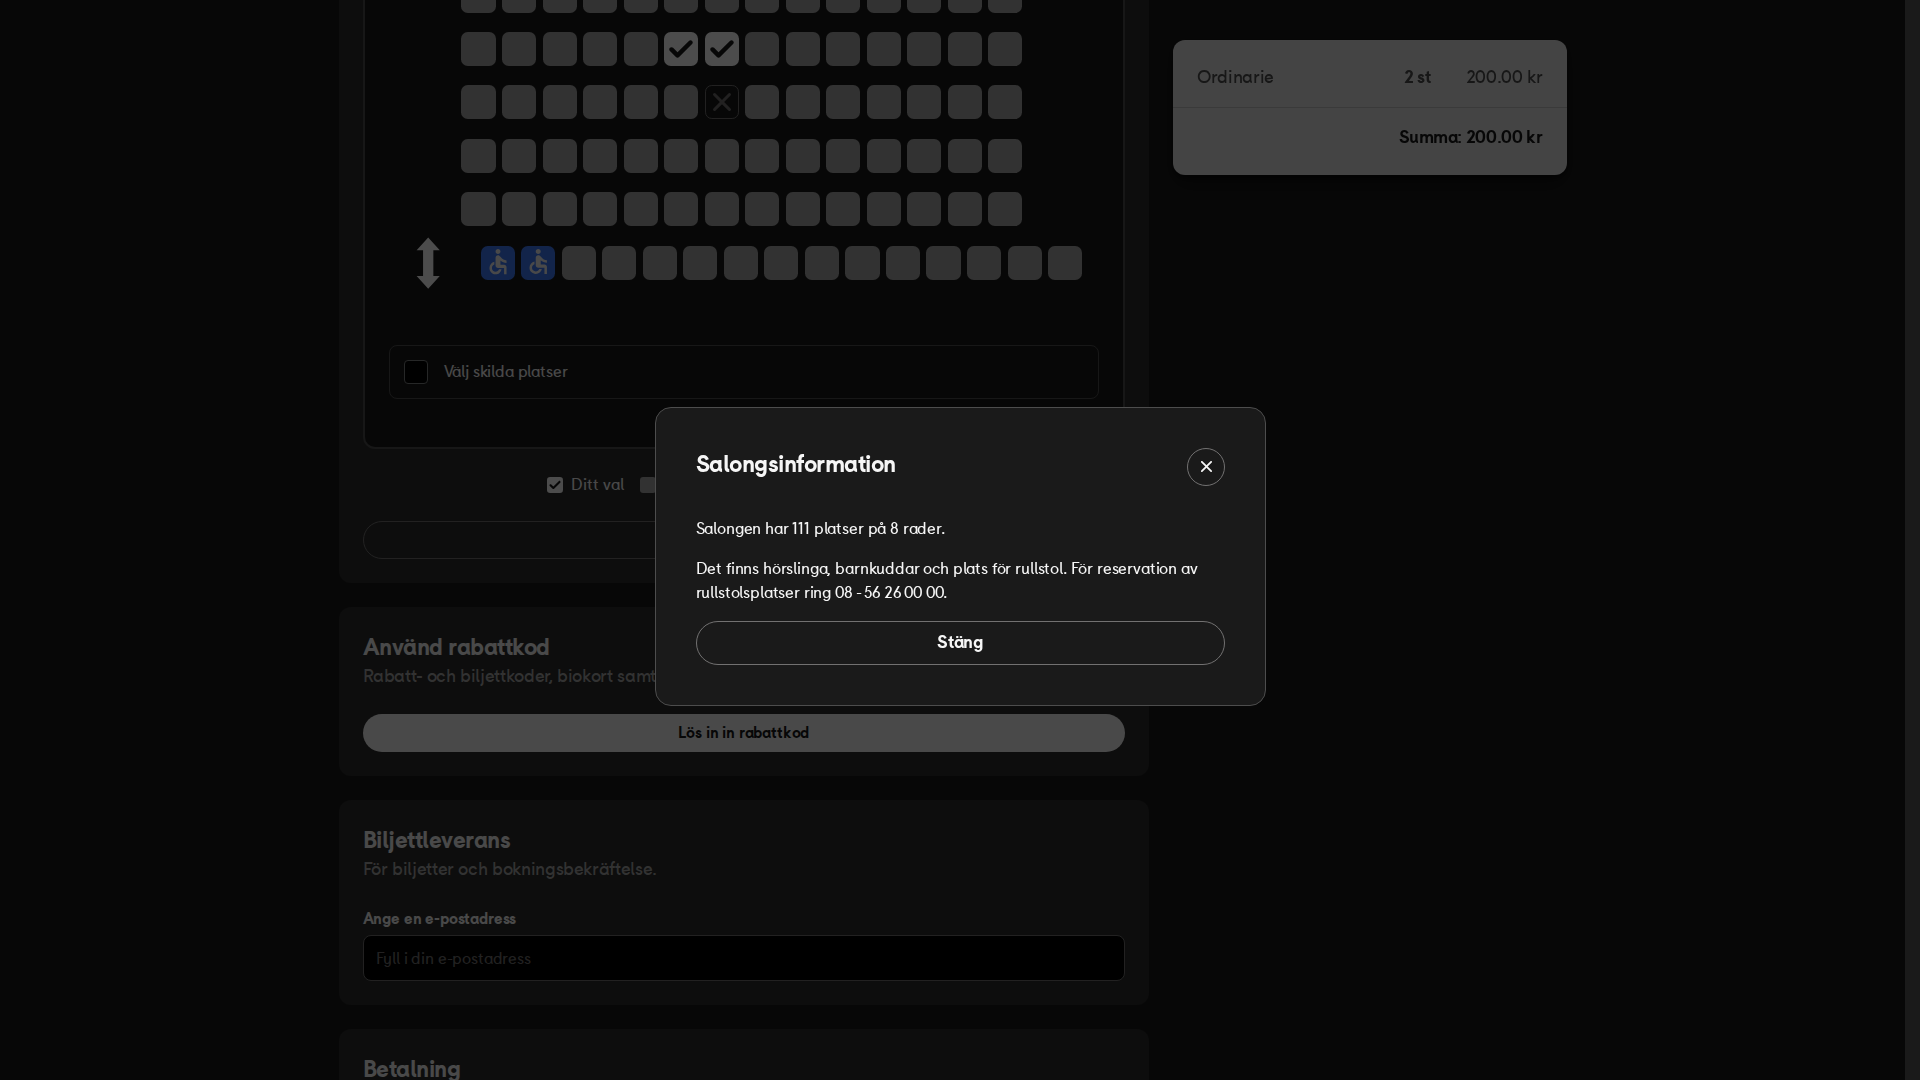 Ordinarie 2 st 200.00 kr
Summa: 200.00 kr
Välj skilda platser
Ditt val
Salongsinformation
Salongen har 111 platser på 8 rader.
Det finns hörslinga, barnkuddar och plats för rullstol. För reservation av
rullstolsplatser ring 08 - 56 26 00 00.
Stäng
Använd rabattkod
Rabatt- och biljettkoder, biokort samt
Lös in in rabattkod
Biljettleverans
För biljetter och bokningsbekräftelse.
Ange en e-postadress
Fyll i din e-postadress
Betalning